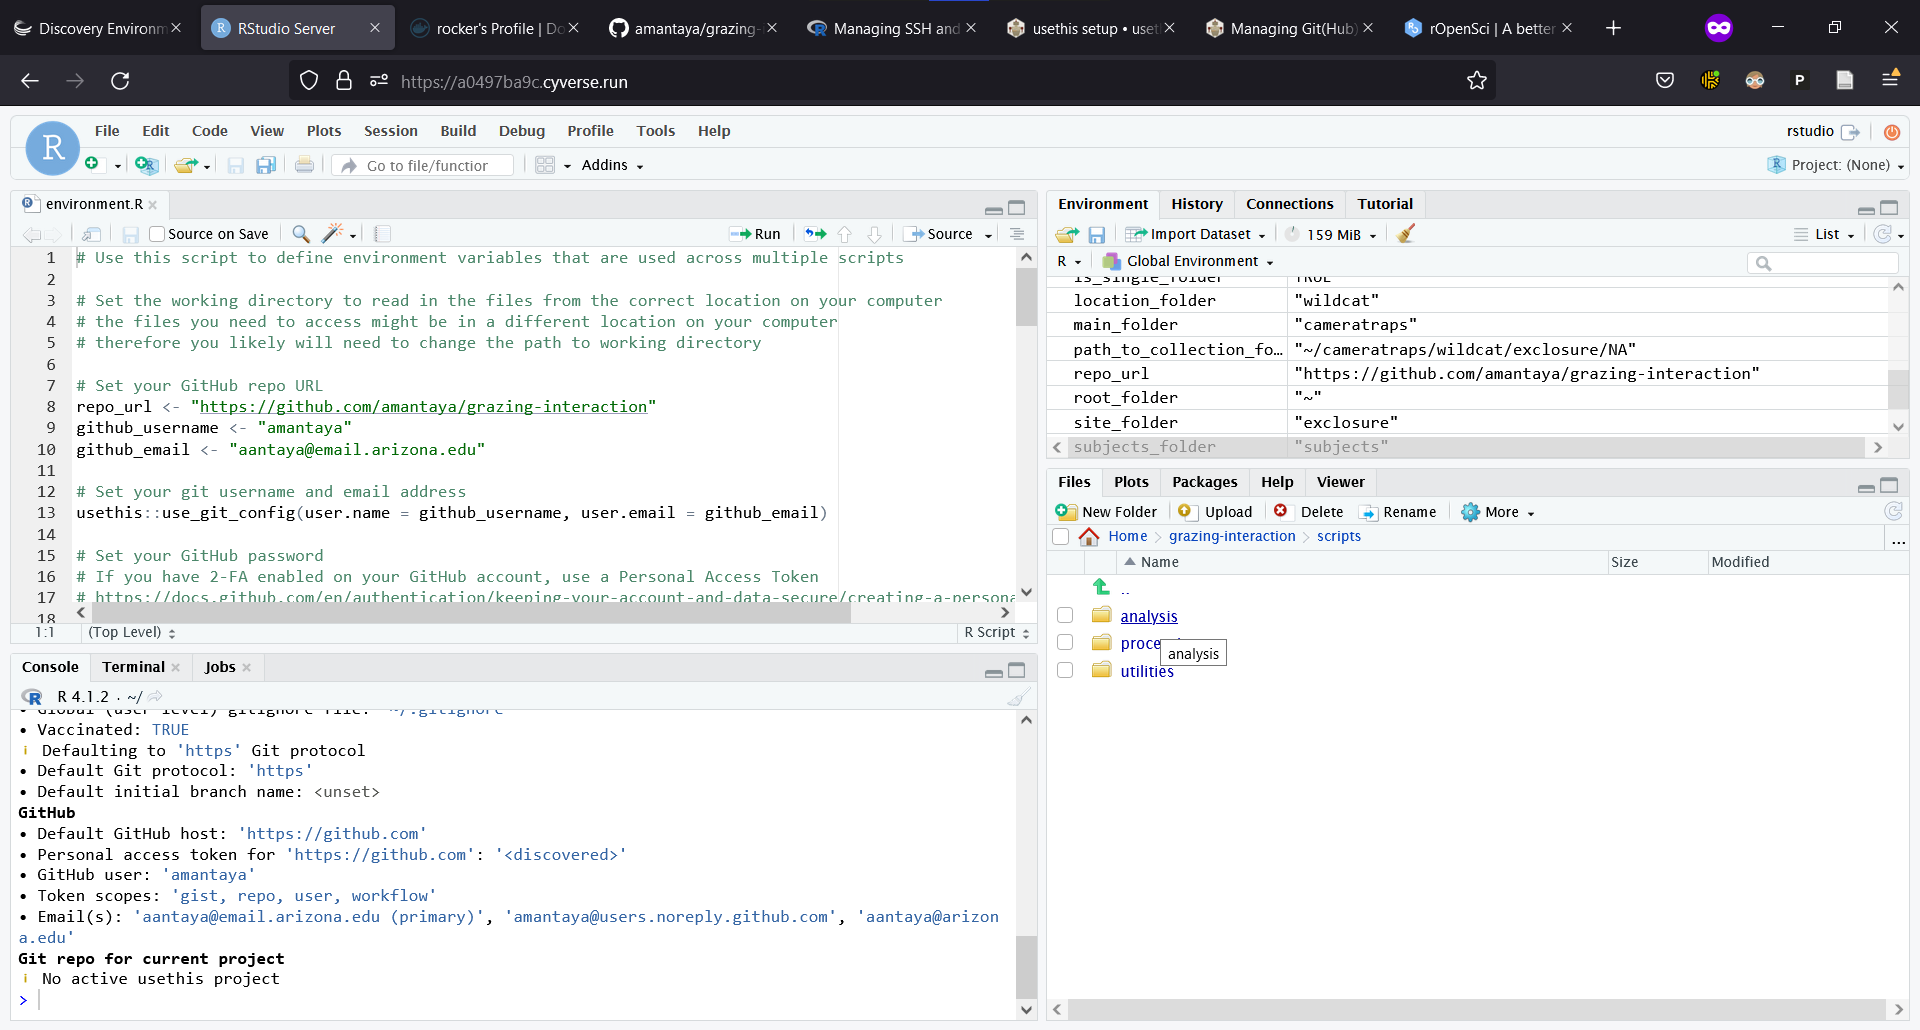 Discovery Environm
RStudio Server
rocker's Profile | Do
amantaya/grazing-i
Managing SSH and
usethis setup • uset
Managing Git(Hub)
rOpenSci | A better
https://a0497ba9c.cyverse.run
File Edit Code View Plots Session Build Debug Profile Tools Help
rstudio
Go to file/function
Addins
Project: (None)
environment.R
Source on Save
Run
Source
1 # Use this script to define environment variables that are used across multiple scripts
2
3 # Set the working directory to read in the files from the correct location on your computer
4 # the files you need to access might be in a different location on your computer
5 # therefore you likely will need to change the path to working directory
6
7 # Set your GitHub repo URL
8 repo_url <- "https://github.com/amantaya/grazing-interaction"
9 github_username <- "amantaya"
10 github_email <- "aantaya@email.arizona.edu"
11
12 # Set your git username and email address
13 usethis::use_git_config(user.name = github_username, user.email = github_email)
14
15 # Set your GitHub password
16 # If you have 2-FA enabled on your GitHub account, use a Personal Access Token
17 # https://docs.github.com/en/authentication/keeping-your-account-and-data-secure/creating-a-persona
18
1:1 (Top Level) R Script
Console Terminal Jobs
R 4.1.2 · ~/
• Global (user-level) gitignore file: '~/.gitignore'
• Vaccinated: TRUE
i Defaulting to 'https' Git protocol
• Default Git protocol: 'https'
• Default initial branch name: <unset>
GitHub
• Default GitHub host: 'https://github.com'
• Personal access token for 'https://github.com': '<discovered>'
• GitHub user: 'amantaya'
• Token scopes: 'gist, repo, user, workflow'
• Email(s): 'aantaya@email.arizona.edu (primary)', 'amantaya@users.noreply.github.com', 'aantaya@arizon
a.edu'
Git repo for current project
i No active usethis project
>
Environment History Connections Tutorial
Import Dataset 159 MiB List
R Global Environment
is_single_folder TRUE
location_folder "wildcat"
main_folder "cameratraps"
path_to_collection_fo… "~/cameratraps/wildcat/exclosure/NA"
repo_url "https://github.com/amantaya/grazing-interaction"
root_folder "~"
site_folder "exclosure"
subjects_folder "subjects"
Files Plots Packages Help Viewer
New Folder Upload Delete Rename More
Home grazing-interaction scripts ...
Name Size Modified
..
analysis
proce
analysis
utilities